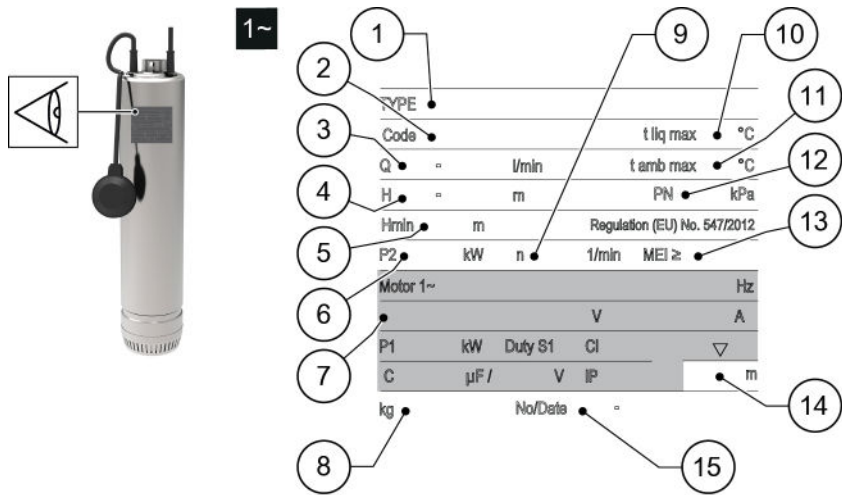 1~
1
9
10
2
TYPE
11
Code t liq max °C
3
Q - l/min t amb max °C
12
4
H - m PN kPa
Hmin m Regulation (EU) No. 547/2012
5
13
P2 kW n 1/min MEI ≥
Motor 1~ Hz
6
V A
7
P1 kW Duty S1 Cl ▽
C µF / V IP m
14
kg No/Date -
8
15